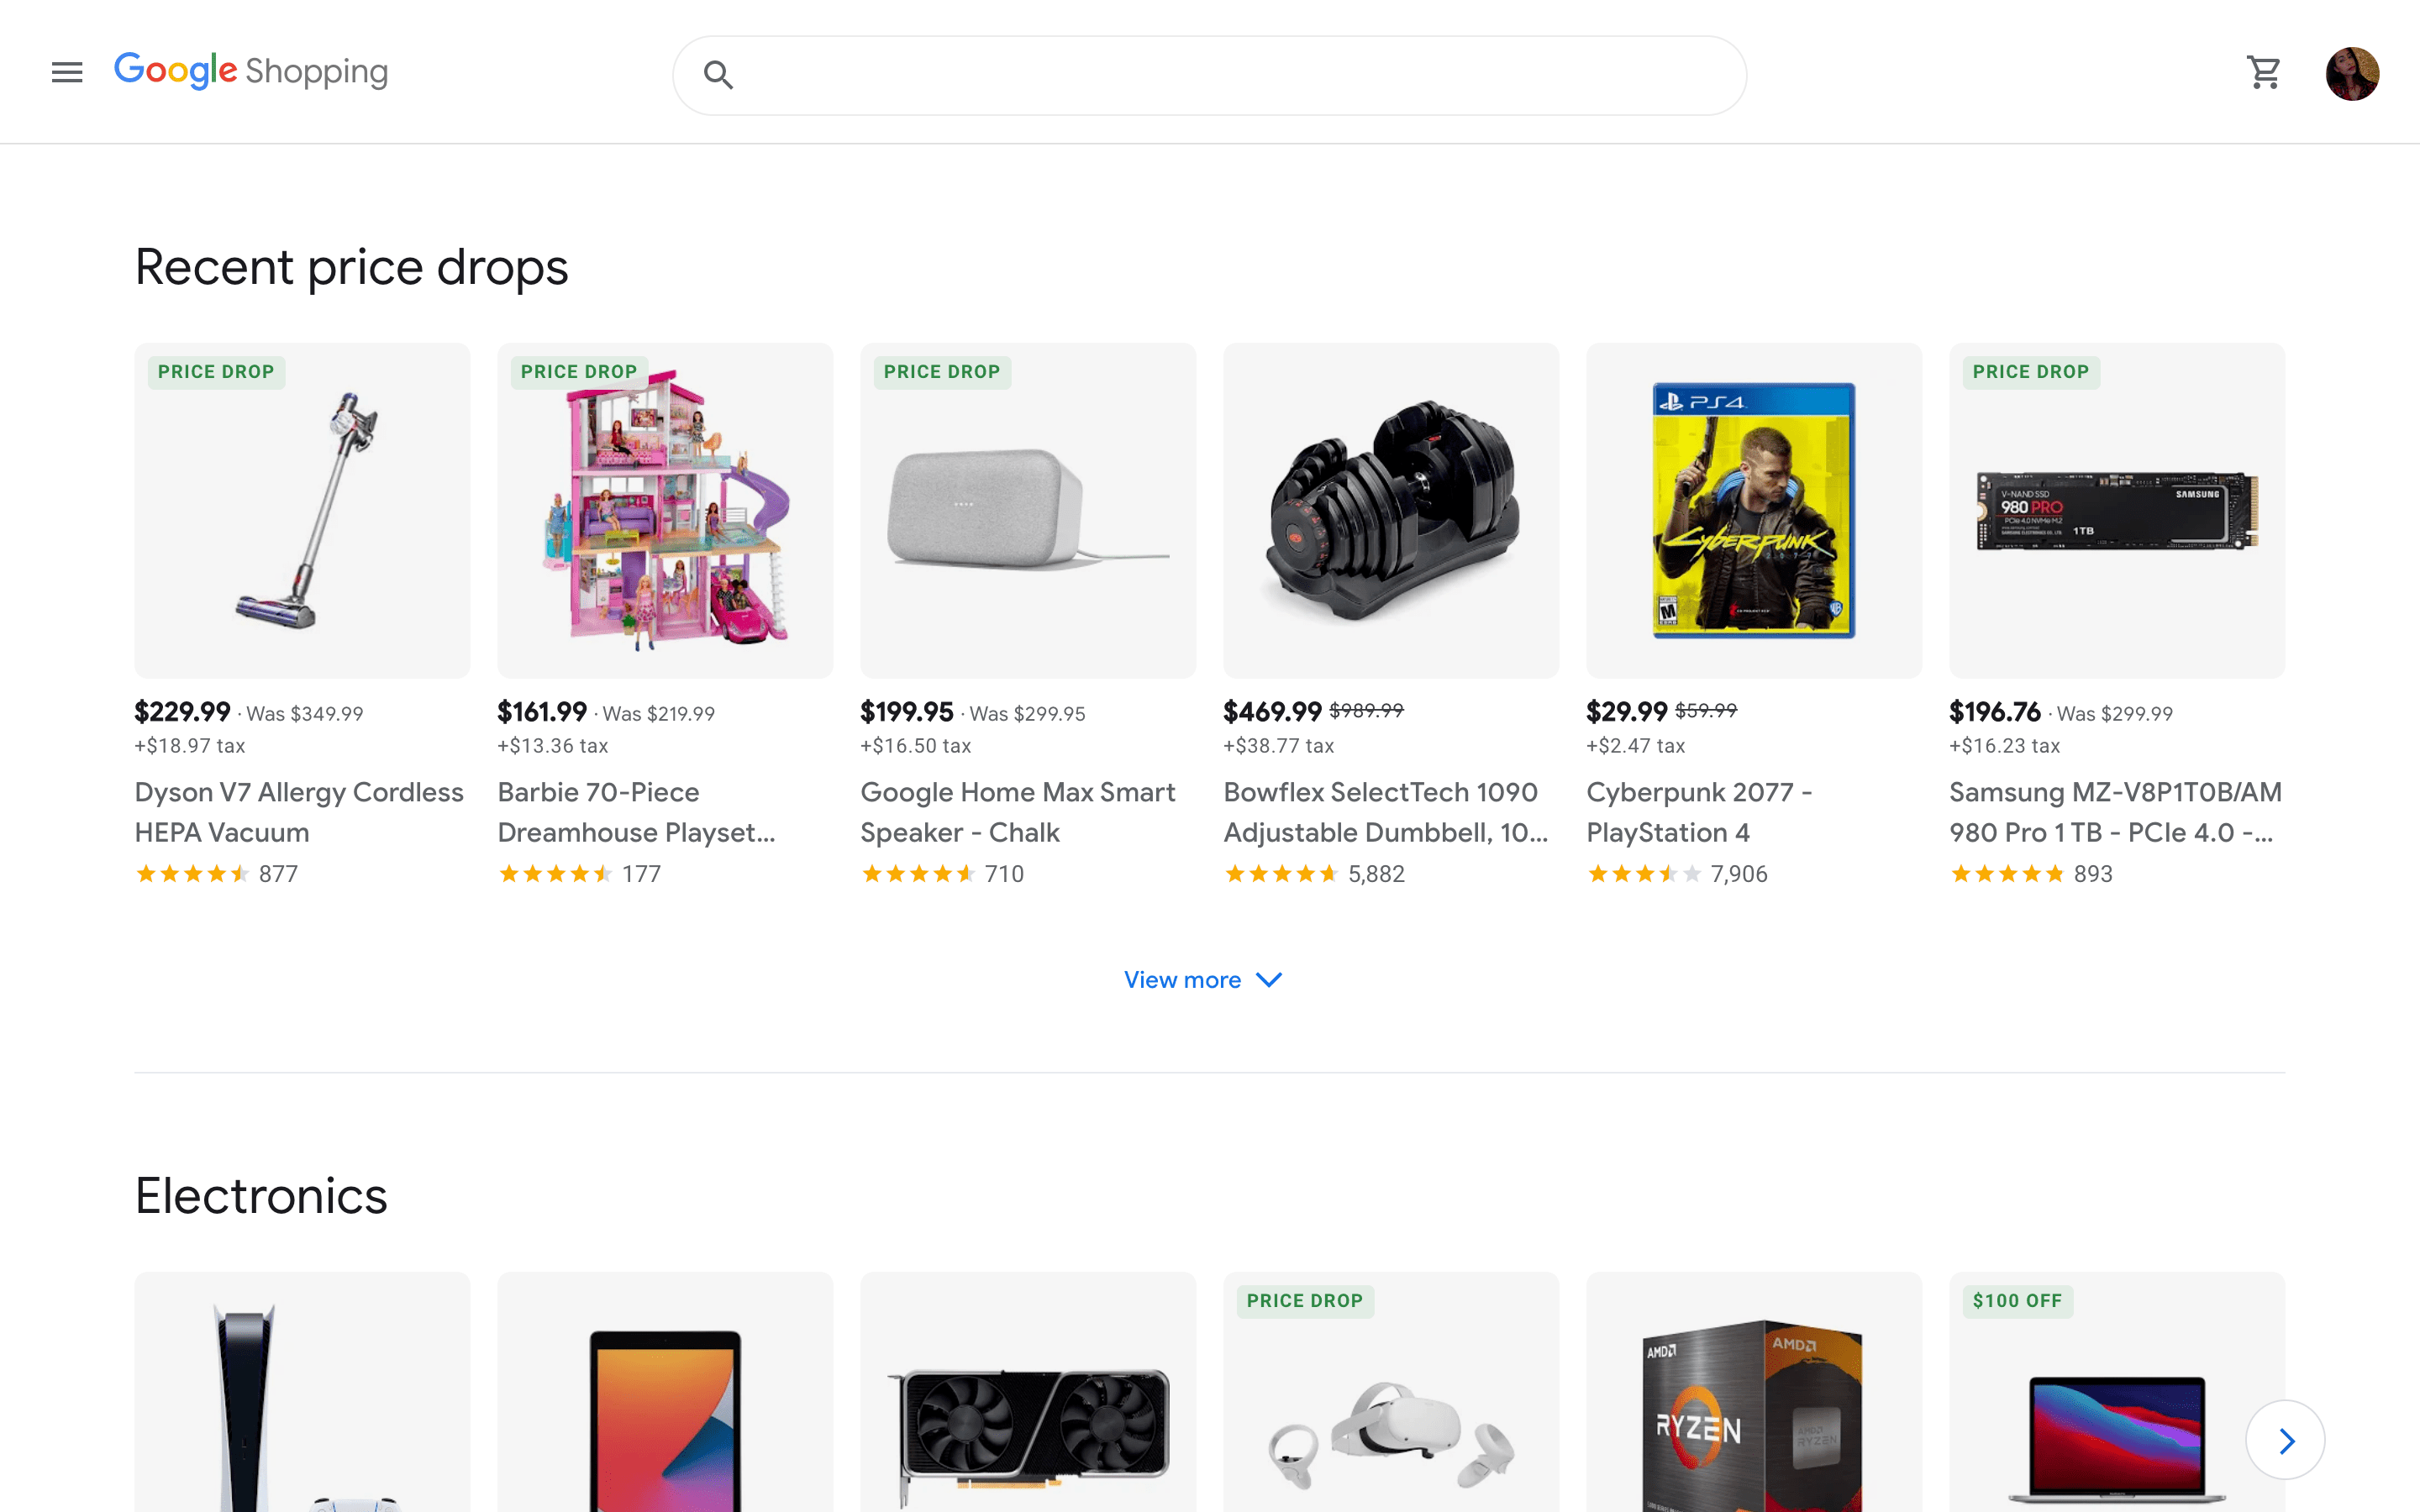 Google Shopping
Recent price drops
PRICE DROP
PRICE DROP
PRICE DROP
PS4
CYBERPUNK
M
PRICE DROP
V-NAND SSD
980 PRO
PCIe 4.0 NVMe M.2
SAMSUNG
1TB
$229.99 · Was $349.99
+$18.97 tax
Dyson V7 Allergy Cordless
HEPA Vacuum
877
$161.99 · Was $219.99
+$13.36 tax
Barbie 70-Piece
Dreamhouse Playset...
177
$199.95 · Was $299.95
+$16.50 tax
Google Home Max Smart
Speaker - Chalk
710
$469.99 $989.99
+$38.77 tax
Bowflex SelectTech 1090
Adjustable Dumbbell, 10...
5,882
$29.99 $59.99
+$2.47 tax
Cyberpunk 2077 -
PlayStation 4
7,906
$196.76 · Was $299.99
+$16.23 tax
Samsung MZ-V8P1T0B/AM
980 Pro 1 TB - PCIe 4.0 -...
893
View more
Electronics
PRICE DROP
AMD
RYZEN
AMD
AMD
RYZEN
$100 OFF